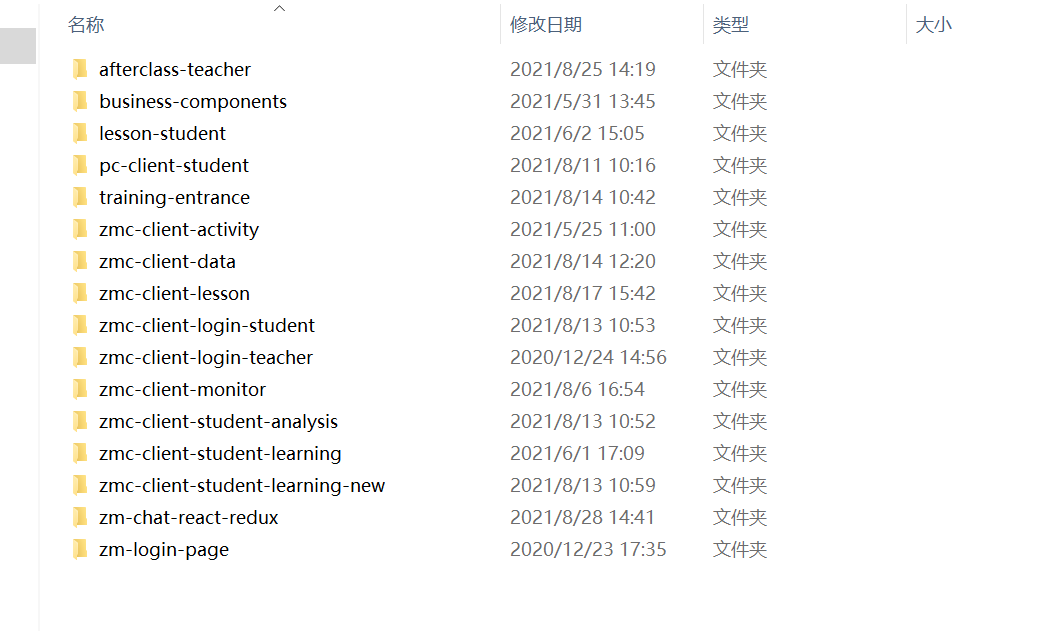 名称 修改日期 类型 大小
afterclass-teacher 2021/8/25 14:19 文件夹
business-components 2021/5/31 13:45 文件夹
lesson-student 2021/6/2 15:05 文件夹
pc-client-student 2021/8/11 10:16 文件夹
training-entrance 2021/8/14 10:42 文件夹
zmc-client-activity 2021/5/25 11:00 文件夹
zmc-client-data 2021/8/14 12:20 文件夹
zmc-client-lesson 2021/8/17 15:42 文件夹
zmc-client-login-student 2021/8/13 10:53 文件夹
zmc-client-login-teacher 2020/12/24 14:56 文件夹
zmc-client-monitor 2021/8/6 16:54 文件夹
zmc-client-student-analysis 2021/8/13 10:52 文件夹
zmc-client-student-learning 2021/6/1 17:09 文件夹
zmc-client-student-learning-new 2021/8/13 10:59 文件夹
zm-chat-react-redux 2021/8/28 14:41 文件夹
zm-login-page 2020/12/23 17:35 文件夹